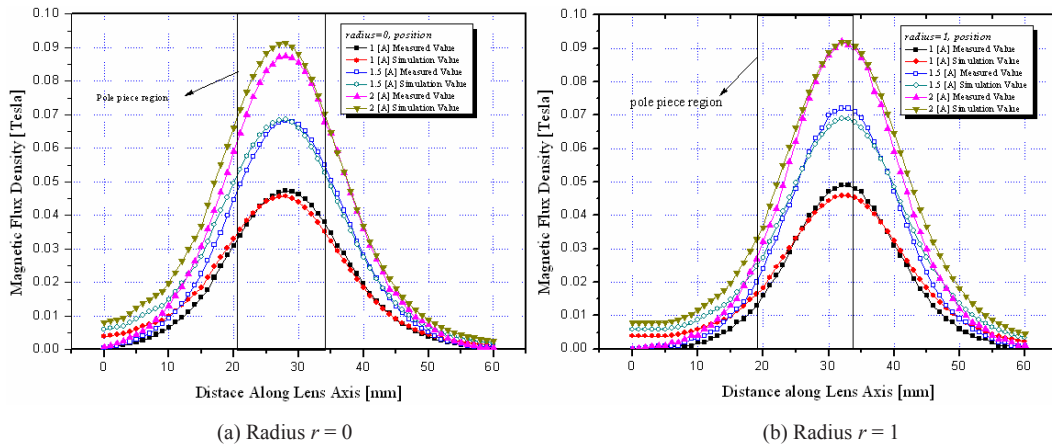 radius=0, position
1 [A] Measured Value
1 [A] Simulation Value
1.5 [A] Measured Value
1.5 [A] Simulation Value
2 [A] Measured Value
2 [A] Simulation Value
Pole piece region
Magnetic Flux Density [Tesla]
0.10
0.09
0.08
0.07
0.06
0.05
0.04
0.03
0.02
0.01
0.00
0 10 20 30 40 50 60
Distace Along Lens Axis [mm]
(a) Radius r = 0
radius=1, position
1 [A] Measured Value
1 [A] Simulation Value
1.5 [A] Measured Value
1.5 [A] Simulation Value
2 [A] Measured Value
2 [A] Simulation Value
pole piece region
Magnetic Flux Density [Tesla]
0.10
0.09
0.08
0.07
0.06
0.05
0.04
0.03
0.02
0.01
0.00
0 10 20 30 40 50 60
Distance along Lens Axis [mm]
(b) Radius r = 1